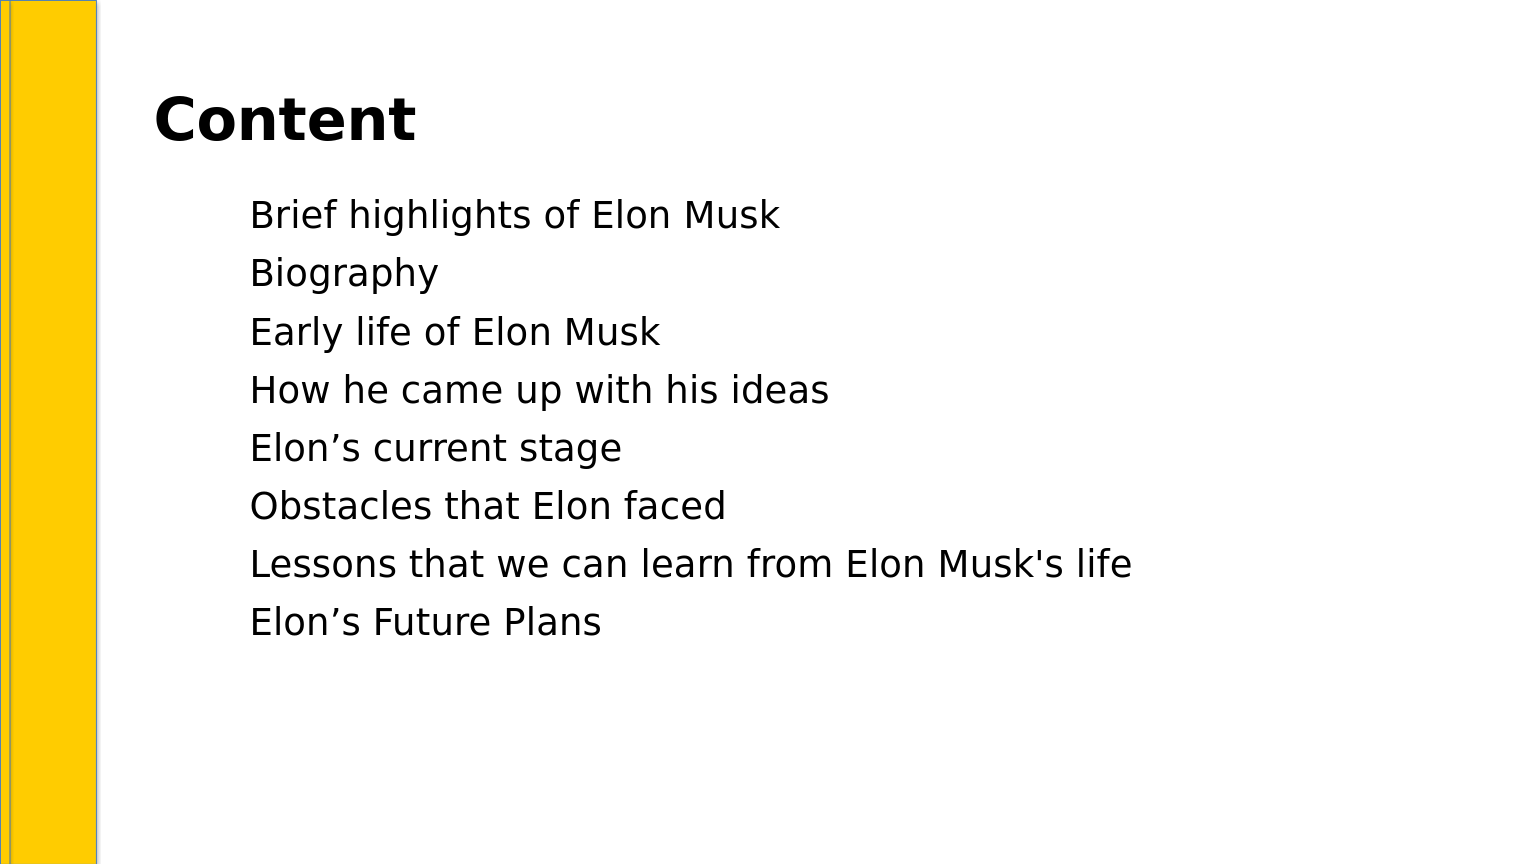 Content
Brief highlights of Elon Musk
Biography
Early life of Elon Musk
How he came up with his ideas
Elon’s current stage
Obstacles that Elon faced
Lessons that we can learn from Elon Musk's life
Elon’s Future Plans